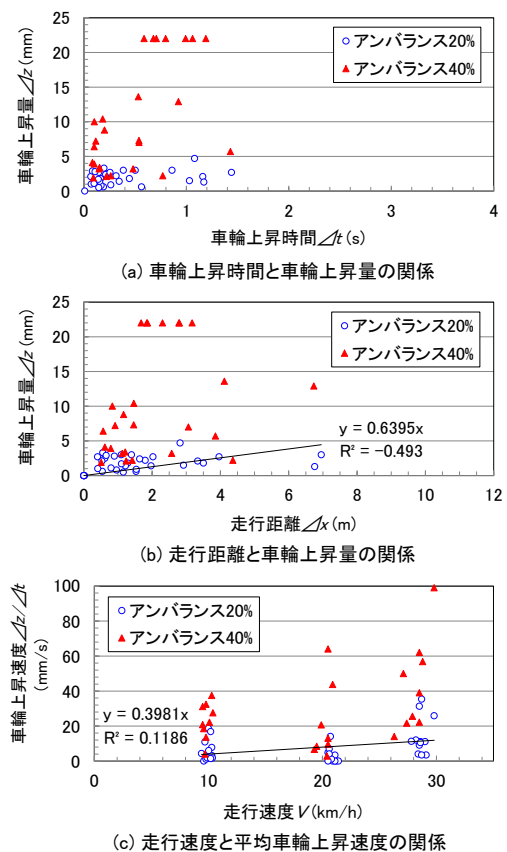 25
20
15
10
5
0
車輪上昇量⊿z (mm)
アンバランス20%
アンバランス40%
0 1 2 3 4
車輪上昇時間⊿t (s)
(a) 車輪上昇時間と車輪上昇量の関係
25
20
15
10
5
0
車輪上昇量⊿z (mm)
アンバランス20%
アンバランス40%
y = 0.6395x
R² = −0.493
0 2 4 6 8 10 12
走行距離⊿x (m)
(b) 走行距離と車輪上昇量の関係
100
80
60
40
20
0
車輪上昇速度⊿z/⊿t
(mm/s)
アンバランス20%
アンバランス40%
y = 0.3981x
R² = 0.1186
0 10 20 30
走行速度V (km/h)
(c) 走行速度と平均車輪上昇速度の関係